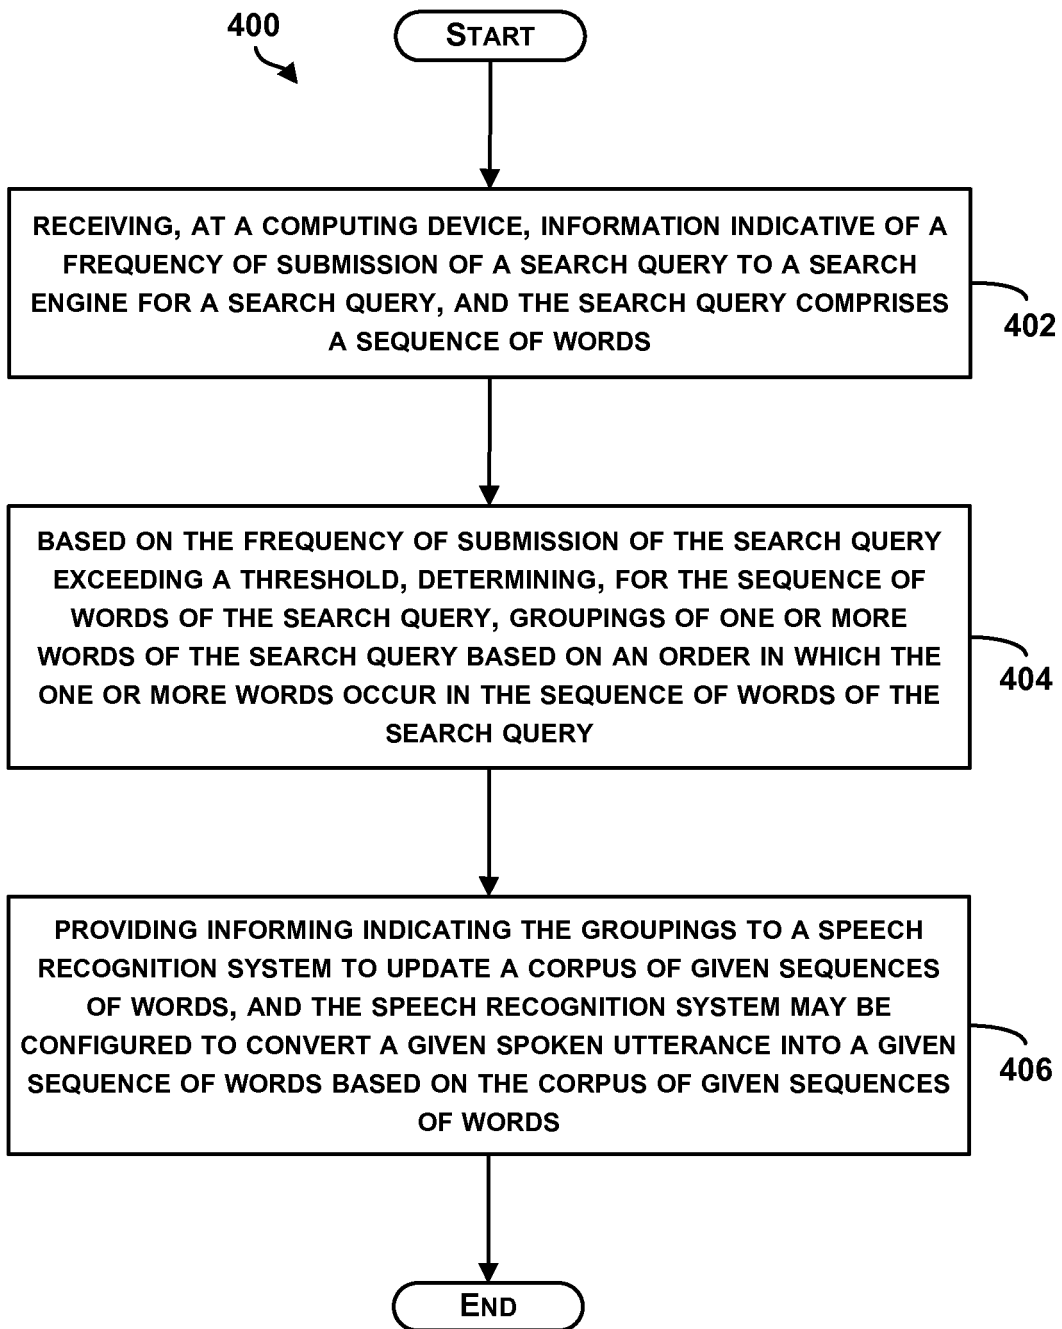 400
START
RECEIVING, AT A COMPUTING DEVICE, INFORMATION INDICATIVE OF A
FREQUENCY OF SUBMISSION OF A SEARCH QUERY TO A SEARCH
ENGINE FOR A SEARCH QUERY, AND THE SEARCH QUERY COMPRISES
A SEQUENCE OF WORDS
402
BASED ON THE FREQUENCY OF SUBMISSION OF THE SEARCH QUERY
EXCEEDING A THRESHOLD, DETERMINING, FOR THE SEQUENCE OF
WORDS OF THE SEARCH QUERY, GROUPINGS OF ONE OR MORE
WORDS OF THE SEARCH QUERY BASED ON AN ORDER IN WHICH THE
ONE OR MORE WORDS OCCUR IN THE SEQUENCE OF WORDS OF THE
SEARCH QUERY
404
PROVIDING INFORMING INDICATING THE GROUPINGS TO A SPEECH
RECOGNITION SYSTEM TO UPDATE A CORPUS OF GIVEN SEQUENCES
OF WORDS, AND THE SPEECH RECOGNITION SYSTEM MAY BE
CONFIGURED TO CONVERT A GIVEN SPOKEN UTTERANCE INTO A GIVEN
SEQUENCE OF WORDS BASED ON THE CORPUS OF GIVEN SEQUENCES
OF WORDS
406
END